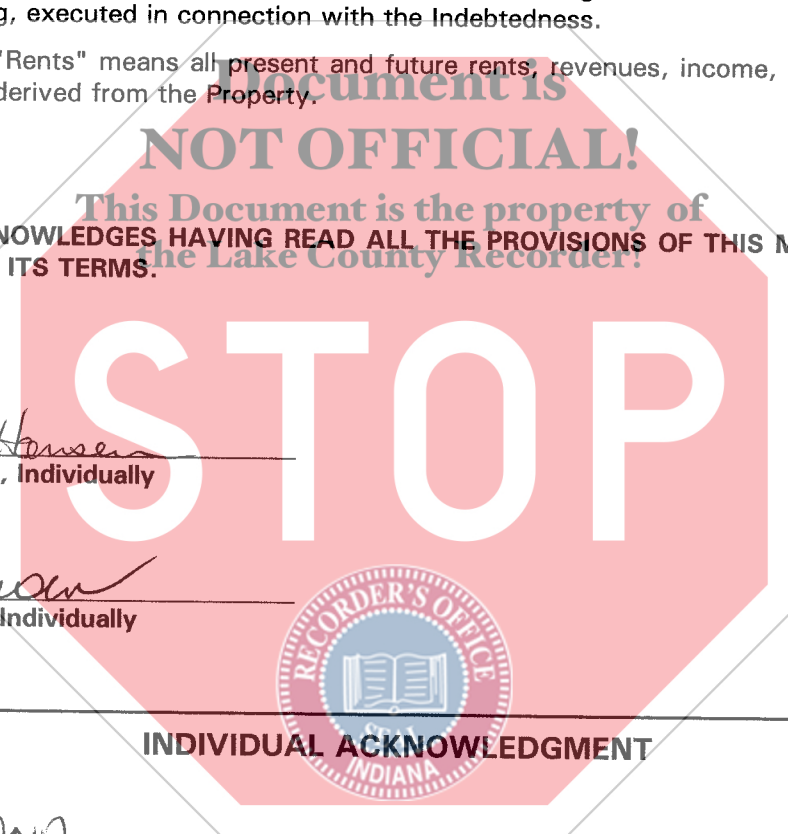 g, executed in connection with the Indebtedness.
"Rents" means all present and future rents, revenues, income,
derived from the Property.
Document is
NOT OFFICIAL!
This Document is the property of
the Lake County Recorder!
NOWLEDGES HAVING READ ALL THE PROVISIONS OF THIS M
ITS TERMS.
STOP
Hansen
, Individually
Individually
RECORDER'S OFFICE
SEAL
INDIANA
INDIVIDUAL ACKNOWLEDGMENT